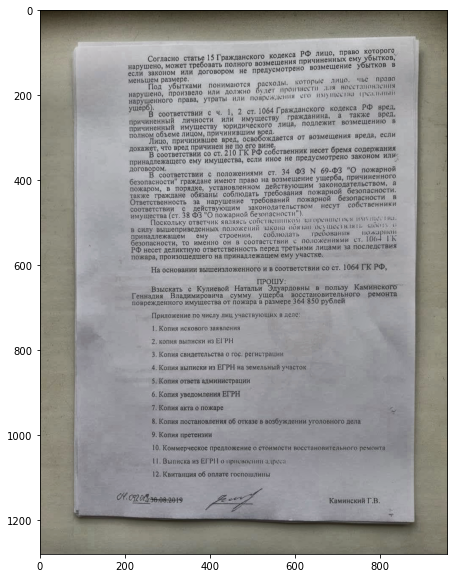 Согласно статье 15 Гражданского кодекса РФ лицо, право которого
нарушено, может требовать полного возмещения причиненных ему убытков,
если законом или договором не предусмотрено возмещение убытков в
меньшем размере.
Под убытками понимаются расходы, которые лицо, чье право
нарушено, произвело или должно будет произвести для восстановления
нарушенного права, утраты или повреждения его имущества (реальный
ущерб).
В соответствии с ч. 1, 2 ст. 1064 Гражданского кодекса РФ вред,
причиненный личности или имуществу гражданина, а также вред,
причиненный имуществу юридического лица, подлежит возмещению в
полном объеме лицом, причинившим вред.
Лицо, причинившее вред, освобождается от возмещения вреда, если
докажет, что вред причинен не по его вине.
В соответствии со ст. 210 ГК РФ собственник несет бремя содержания
принадлежащего ему имущества, если иное не предусмотрено законом или
договором.
В соответствии с положениями ст. 34 ФЗ N 69-ФЗ "О пожарной
безопасности" граждане имеют право на возмещение ущерба, причиненного
пожаром, в порядке, установленном действующим законодательством, а
также граждане обязаны соблюдать требования пожарной безопасности.
Ответственность за нарушение требований пожарной безопасности в
соответствии с действующим законодательством несут собственники
имущества (ст. 38 ФЗ "О пожарной безопасности").
Поскольку ответчик являясь собственником загоревшегося имущества,
в силу вышеприведенных положений закона обязан осуществлять заботу о
принадлежащем ему строении, соблюдать требования пожарной
безопасности, то именно он в соответствии с положениями ст. 1064 ГК
РФ несет деликтную ответственность перед третьими лицами за последствия
пожара, произошедшего на принадлежащем ему участке.
На основании вышеизложенного и в соответствии со ст. 1064 ГК РФ,
ПРОШУ:
Взыскать с Кулиевой Натальи Эдуардовны в пользу Каминского
Геннадия Владимировича сумму ущерба восстановительного ремонта
поврежденного имущества от пожара в размере 364 850 рублей
Приложение по числу лиц участвующих в деле:
1. Копия искового заявления
2. копия выписки из ЕГРН
3. Копия свидетельства о гос. регистрации
4. Копия выписки из ЕГРН на земельный участок
5. Копия ответа администрации
6. Копия уведомления ЕГРН
7. Копия акта о пожаре
8. Копия постановления об отказе в возбуждении уголовного дела
9. Копия претензии
10. Коммерческое предложение о стоимости восстановительного ремонта
11. Выписка из ЕГРН о присвоении адреса
12. Квитанция об оплате госпошлины
30.08.2019 Каминский Г.В.